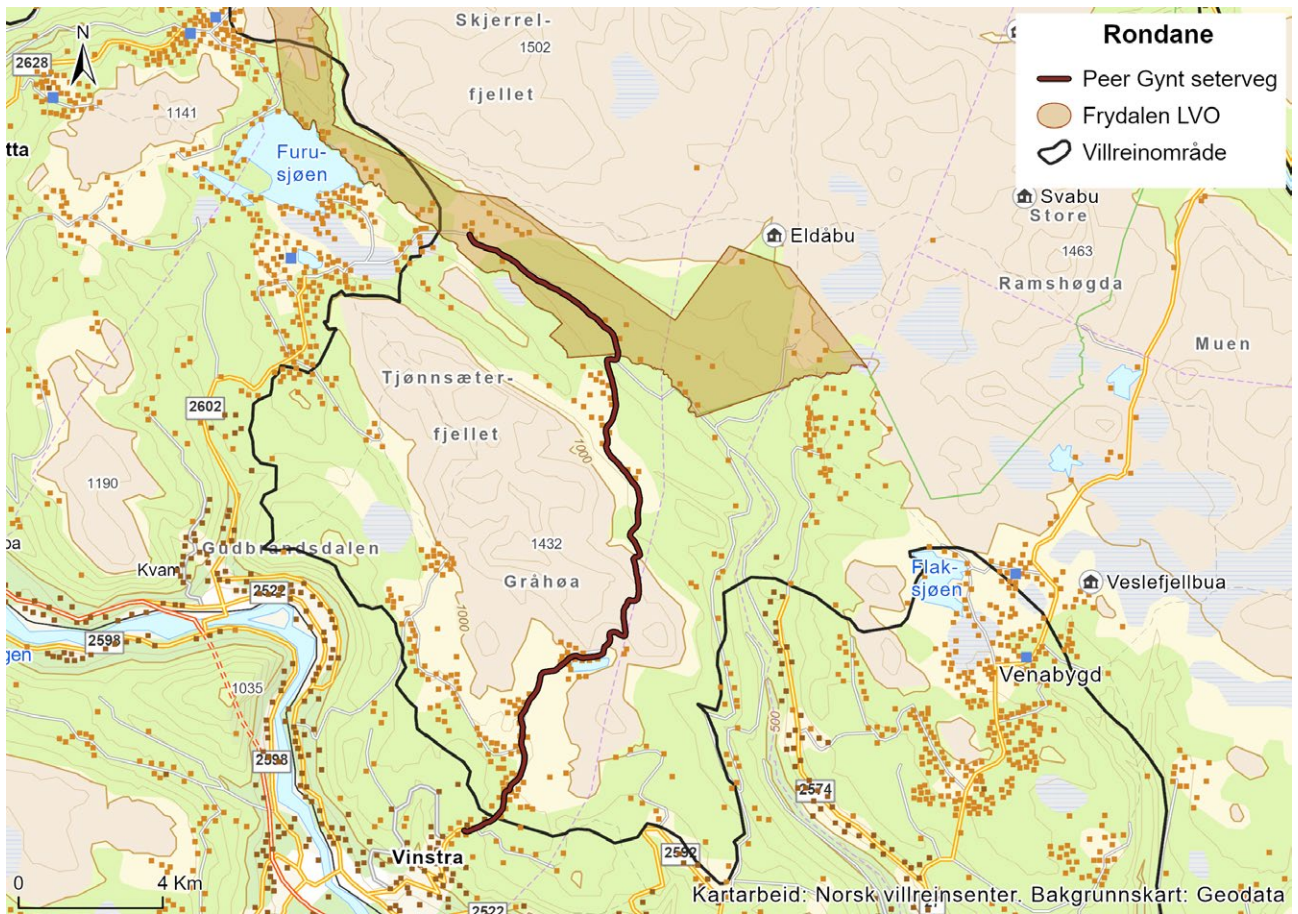 Skjerrel-
1502
fjellet
N
2628
1141
tta
Furu-
sjøen
Rondane
Peer Gynt seterveg
Frydalen LVO
Villreinområde
Svabu
Store
1463
Ramshøgda
Eldåbu
Muen
Tjønnsæter-
fjellet
1000
2602
1190
1432
Gråhøa
Gudbrandsdalen
Kvam
2522
2598
1000
1035
2598
Flak-
sjøen
Veslefjellbua
Venabygd
500
2574
Vinstra
2592
2522
0
4 Km
Kartarbeid: Norsk villreinsenter. Bakgrunnskart: Geodata